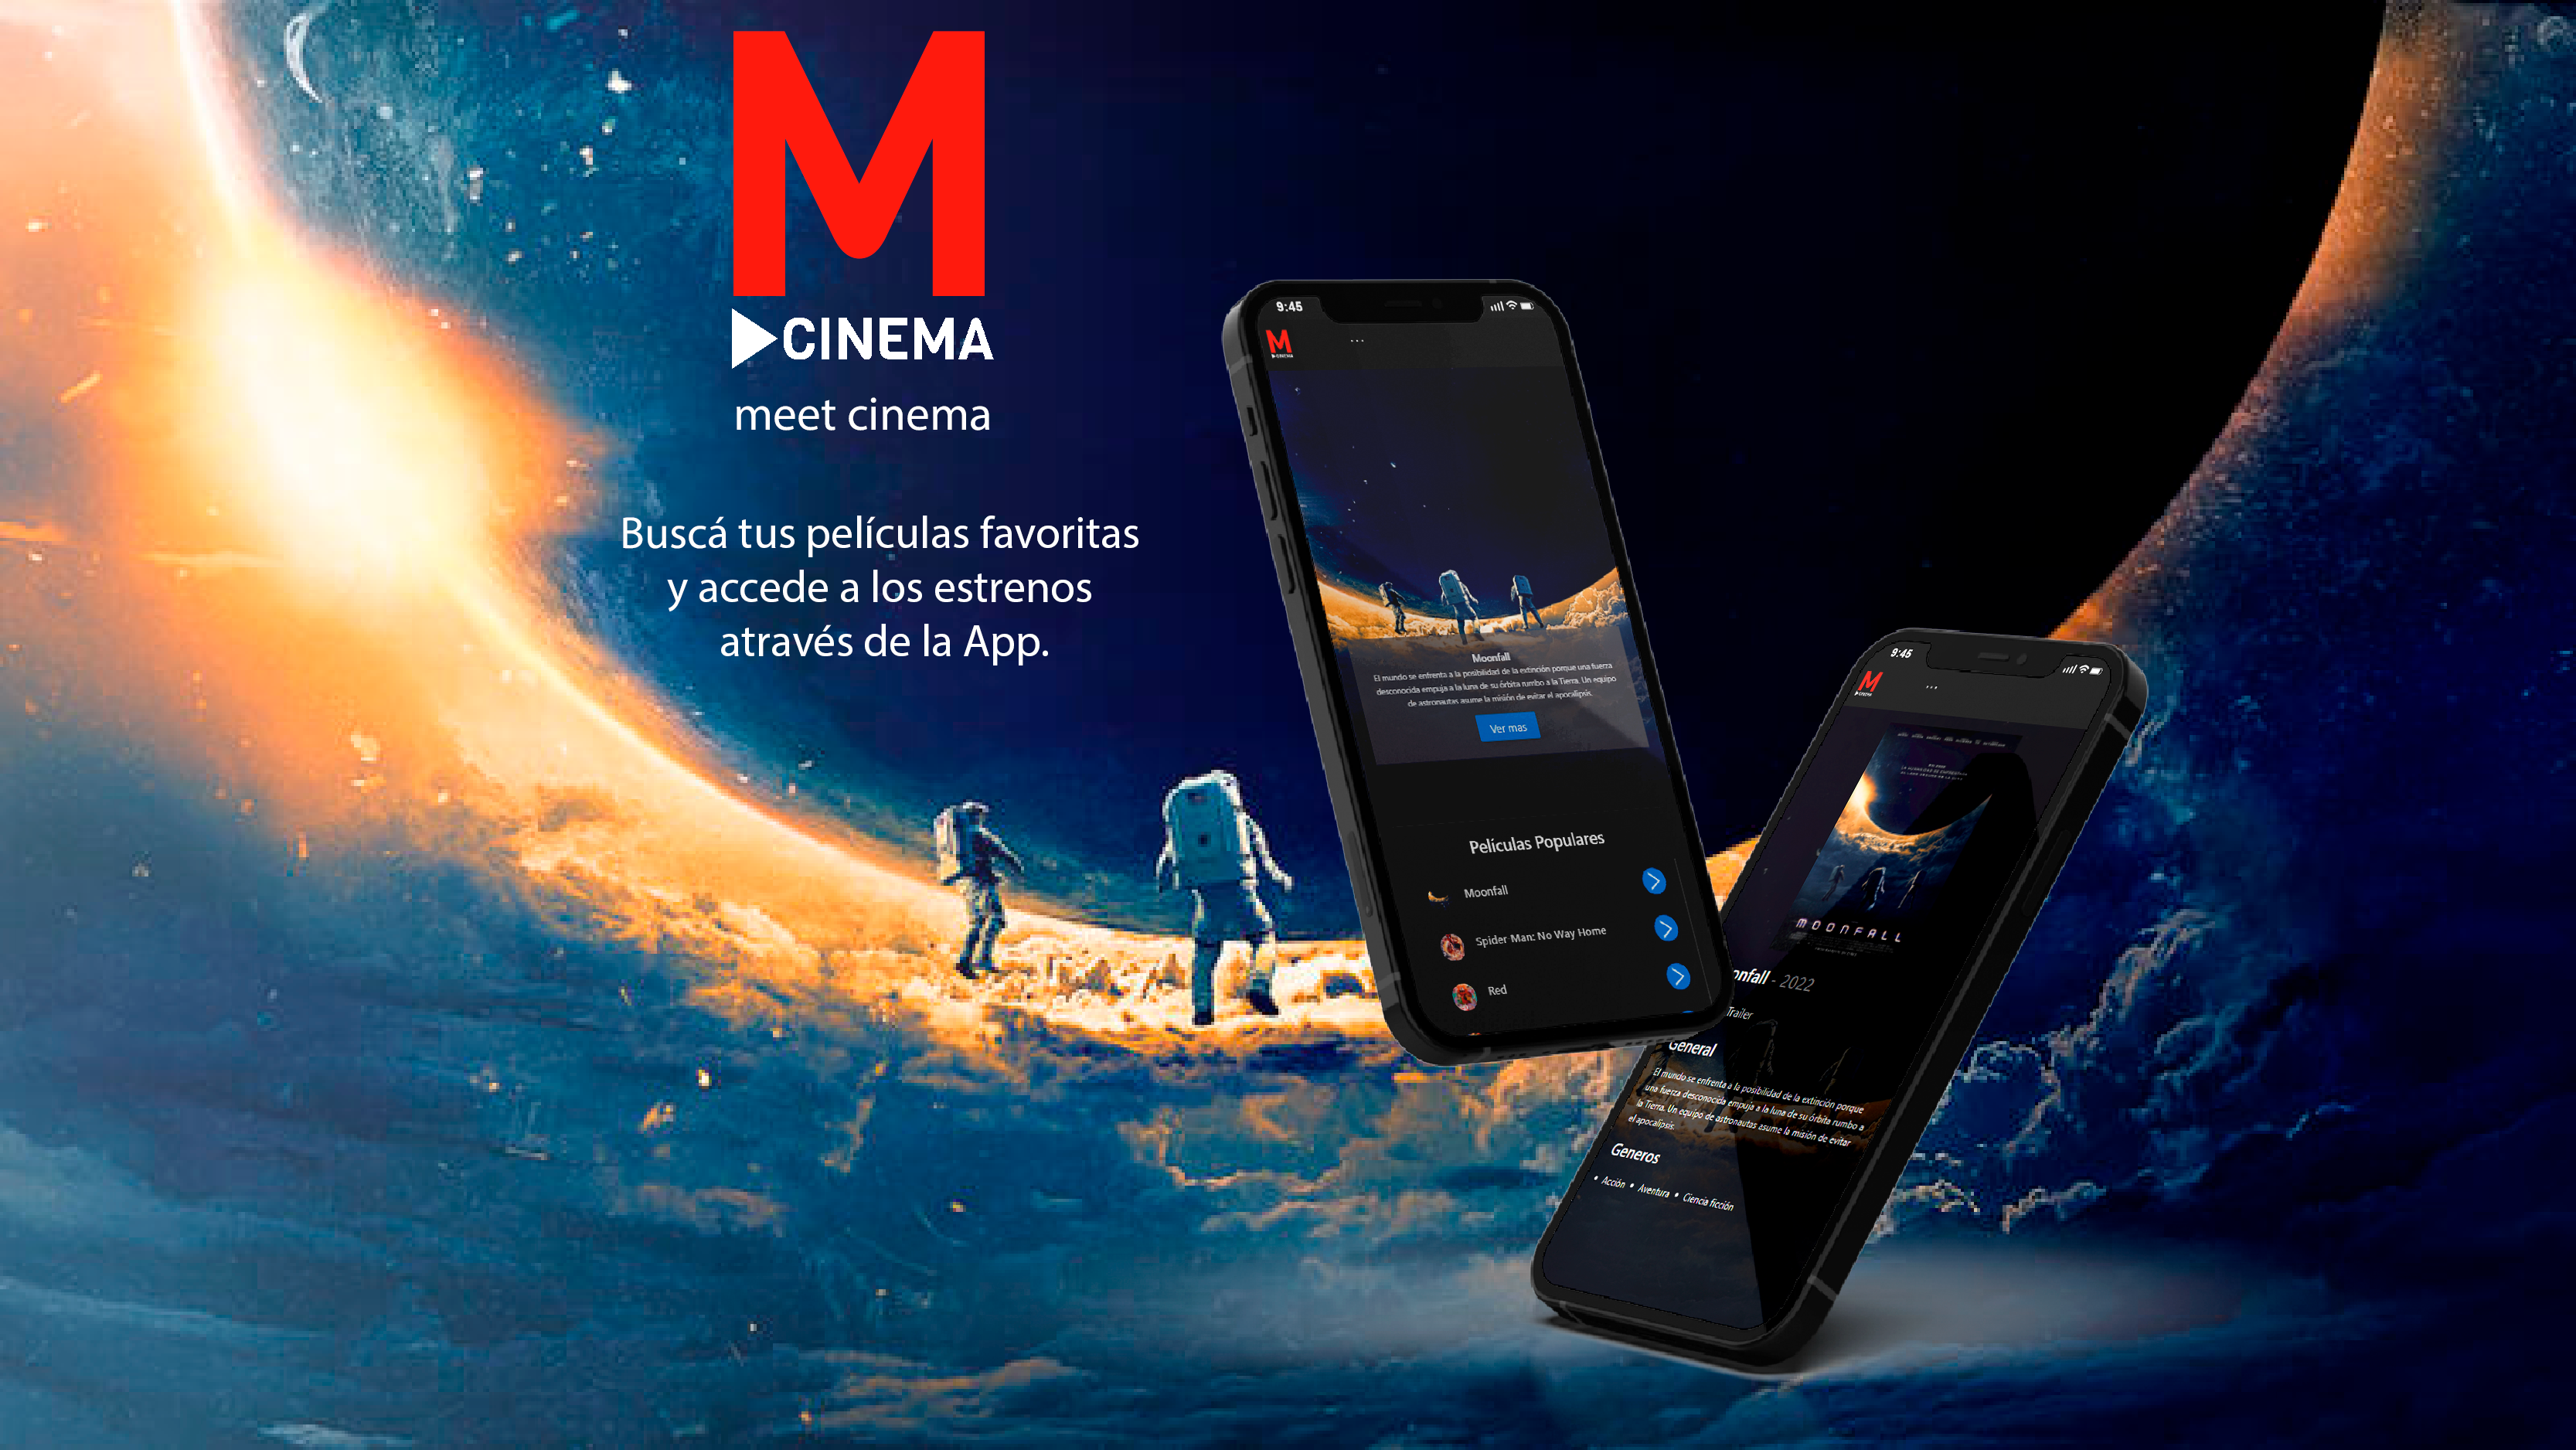 M
CINEMA
meet cinema
Buscá tus películas favoritas
y accede a los estrenos
através de la App.
9:45
M
CINEMA
...
Moonfall
El mundo se enfrenta a la posibilidad de la extinción porque una fuerza
desconocida empuja a la luna de su órbita rumbo a la Tierra. Un equipo
de astronautas asume la misión de evitar el apocalipsis.
Ver mas
Películas Populares
Moonfall
Spider Man: No Way Home
Red
9:45
M
CINEMA
...
MOONFALL
onfall - 2022
Trailer
General
El mundo se enfrenta a la posibilidad de la extinción porque
una fuerza desconocida empuja a la luna de su órbita rumbo a
la Tierra. Un equipo de astronautas asume la misión de evitar
el apocalipsis.
Generos
• Acción • Aventura • Ciencia ficción